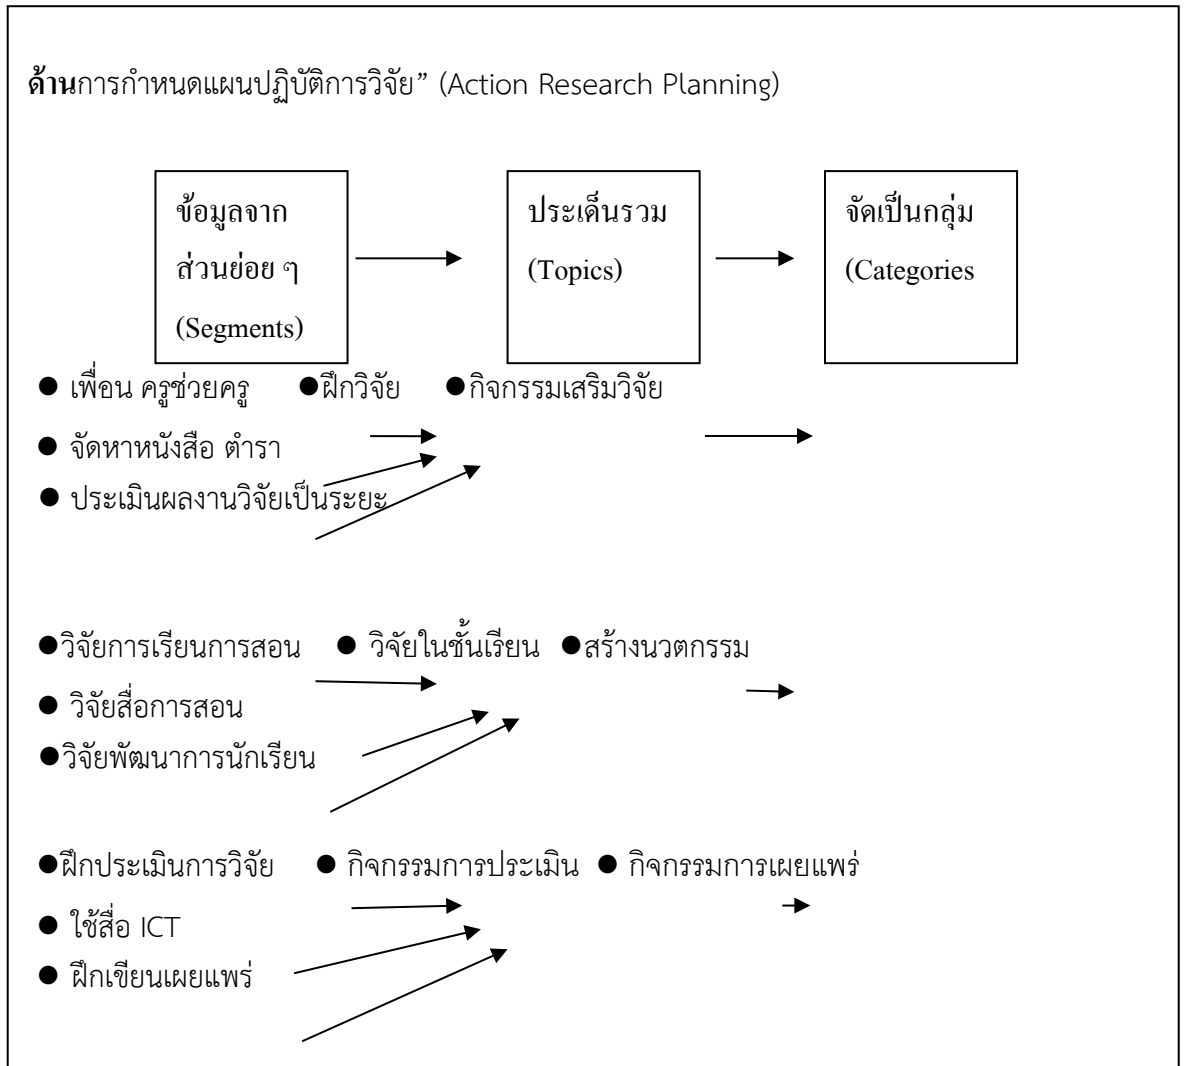 ด้านการกำหนดแผนปฏิบัติการวิจัย” (Action Research Planning)
ข้อมูลจาก
ส่วนย่อย ๆ
(Segments)
ประเด็นรวม
(Topics)
จัดเป็นกลุ่ม
(Categories
● เพื่อน ครูช่วยครู ●ฝึกวิจัย ●กิจกรรมเสริมวิจัย
● จัดหาหนังสือ ตำรา
● ประเมินผลงานวิจัยเป็นระยะ
●วิจัยการเรียนการสอน ● วิจัยในชั้นเรียน ●สร้างนวตกรรม
● วิจัยสื่อการสอน
●วิจัยพัฒนาการนักเรียน
●ฝึกประเมินการวิจัย ● กิจกรรมการประเมิน ● กิจกรรมการเผยแพร่
● ใช้สื่อ ICT
● ฝึกเขียนเผยแพร่